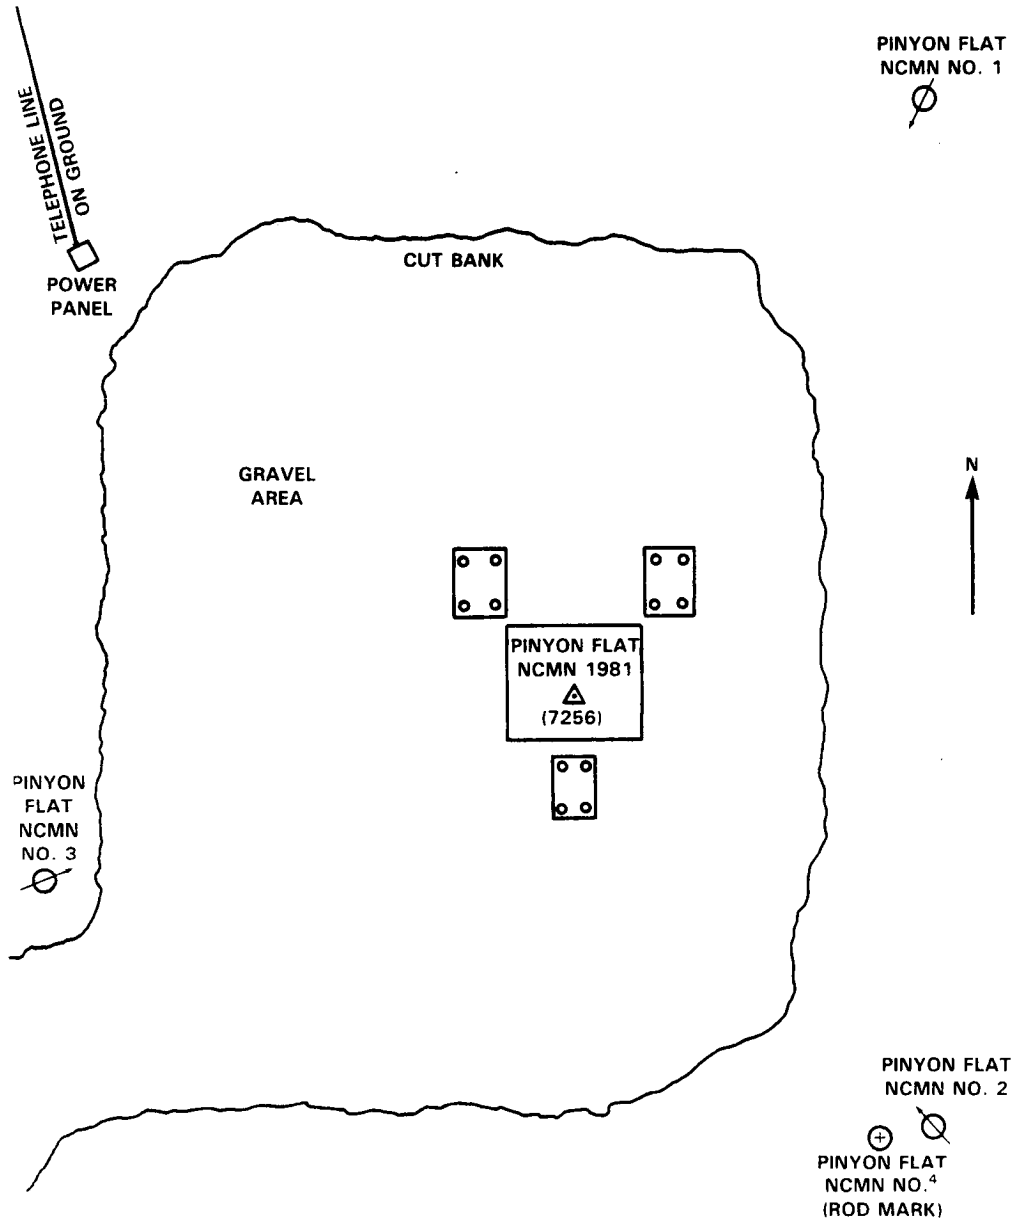 PINYON FLAT
NCMN NO. 1
TELEPHONE LINE
ON GROUND
POWER
PANEL
CUT BANK
GRAVEL
AREA
N
PINYON FLAT
NCMN 1981
(7256)
PINYON
FLAT
NCMN
NO. 3
PINYON FLAT
NCMN NO. 2
PINYON FLAT
NCMN NO. 4
(ROD MARK)